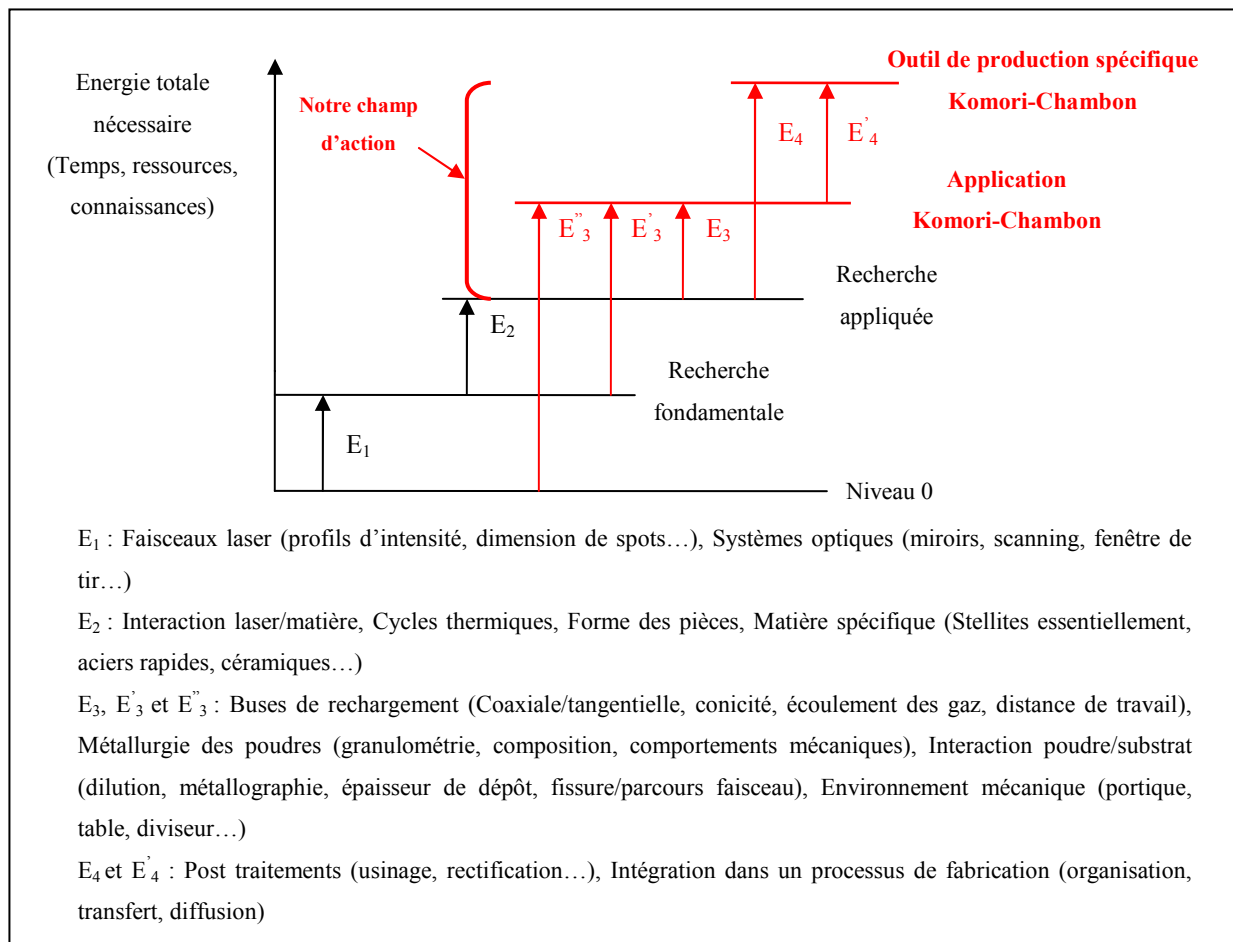 Energie totale
nécessaire
(Temps, ressources,
connaissances)
Notre champ
d'action
Outil de production spécifique
Komori-Chambon
E4
E'4
Application
Komori-Chambon
E''3
E'3
E3
Recherche
appliquée
E2
Recherche
fondamentale
E1
Niveau 0
E1 : Faisceaux laser (profils d'intensité, dimension de spots…), Systèmes optiques (miroirs, scanning, fenêtre de
tir…)
E2 : Interaction laser/matière, Cycles thermiques, Forme des pièces, Matière spécifique (Stellites essentiellement,
aciers rapides, céramiques…)
E3, E'3 et E''3 : Buses de rechargement (Coaxiale/tangentielle, conicité, écoulement des gaz, distance de travail),
Métallurgie des poudres (granulométrie, composition, comportements mécaniques), Interaction poudre/substrat
(dilution, métallographie, épaisseur de dépôt, fissure/parcours faisceau), Environnement mécanique (portique,
table, diviseur…)
E4 et E'4 : Post traitements (usinage, rectification…), Intégration dans un processus de fabrication (organisation,
transfert, diffusion)